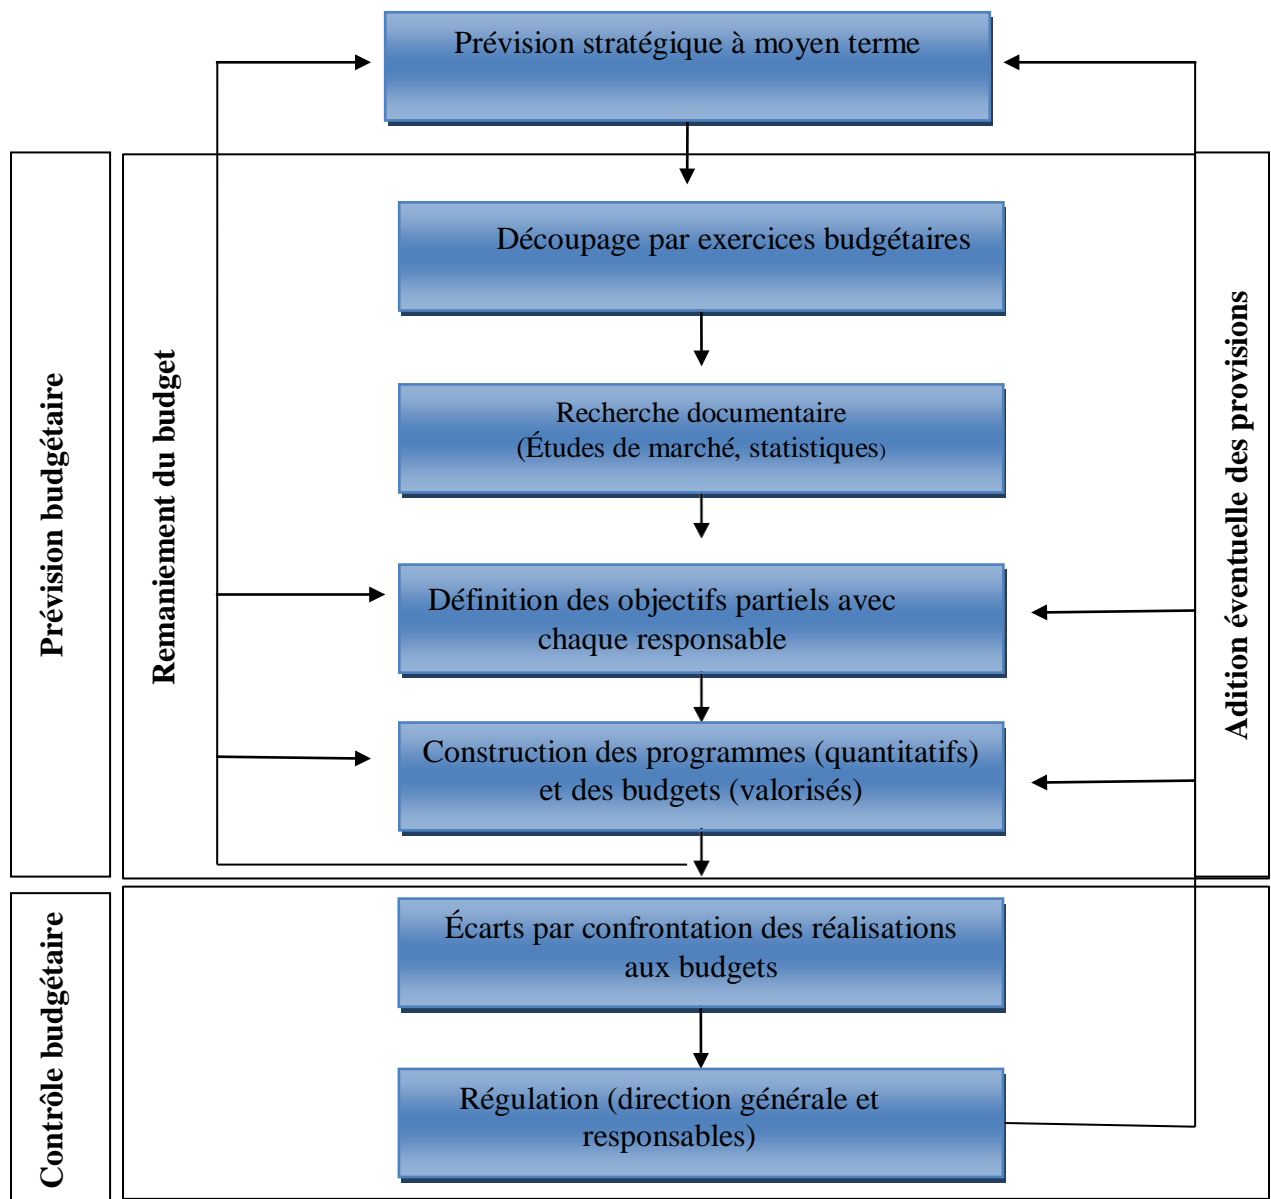 Prévision stratégique à moyen terme
Prévision budgétaire
Remaniement du budget
Découpage par exercices budgétaires
Recherche documentaire
(Études de marché, statistiques)
Définition des objectifs partiels avec
chaque responsable
Construction des programmes (quantitatifs)
et des budgets (valorisés)
Adition éventuelle des provisions
Contrôle budgétaire
Écarts par confrontation des réalisations
aux budgets
Régulation (direction générale et
responsables)